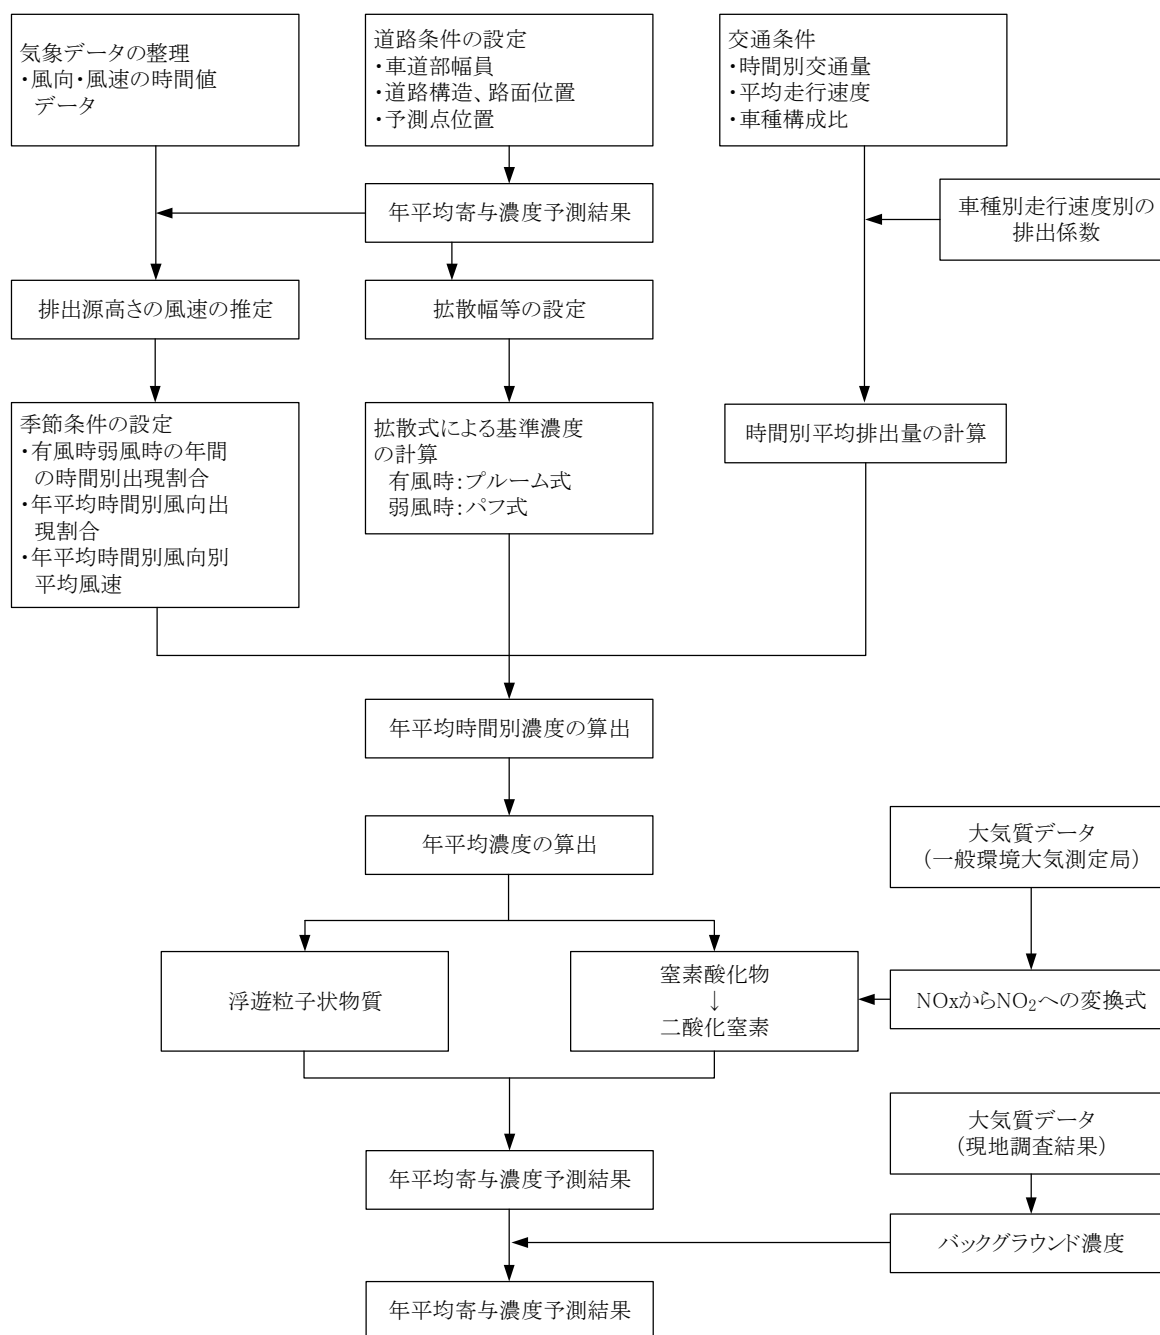 気象データの整理
・風向・風速の時間値
データ
道路条件の設定
・車道部幅員
・道路構造、路面位置
・予測点位置
交通条件
・時間別交通量
・平均走行速度
・車種構成比
年平均寄与濃度予測結果
車種別走行速度別の
排出係数
排出源高さの風速の推定
拡散幅等の設定
季節条件の設定
・有風時弱風時の年間
の時間別出現割合
・年平均時間別風向出
現割合
・年平均時間別風向別
平均風速
拡散式による基準濃度
の計算
有風時：プルーム式
弱風時：パフ式
時間別平均排出量の計算
年平均時間別濃度の算出
年平均濃度の算出
大気質データ
（一般環境大気測定局）
浮遊粒子状物質
窒素酸化物
↓
二酸化窒素
NOxからNO₂への変換式
大気質データ
（現地調査結果）
年平均寄与濃度予測結果
バックグラウンド濃度
年平均寄与濃度予測結果